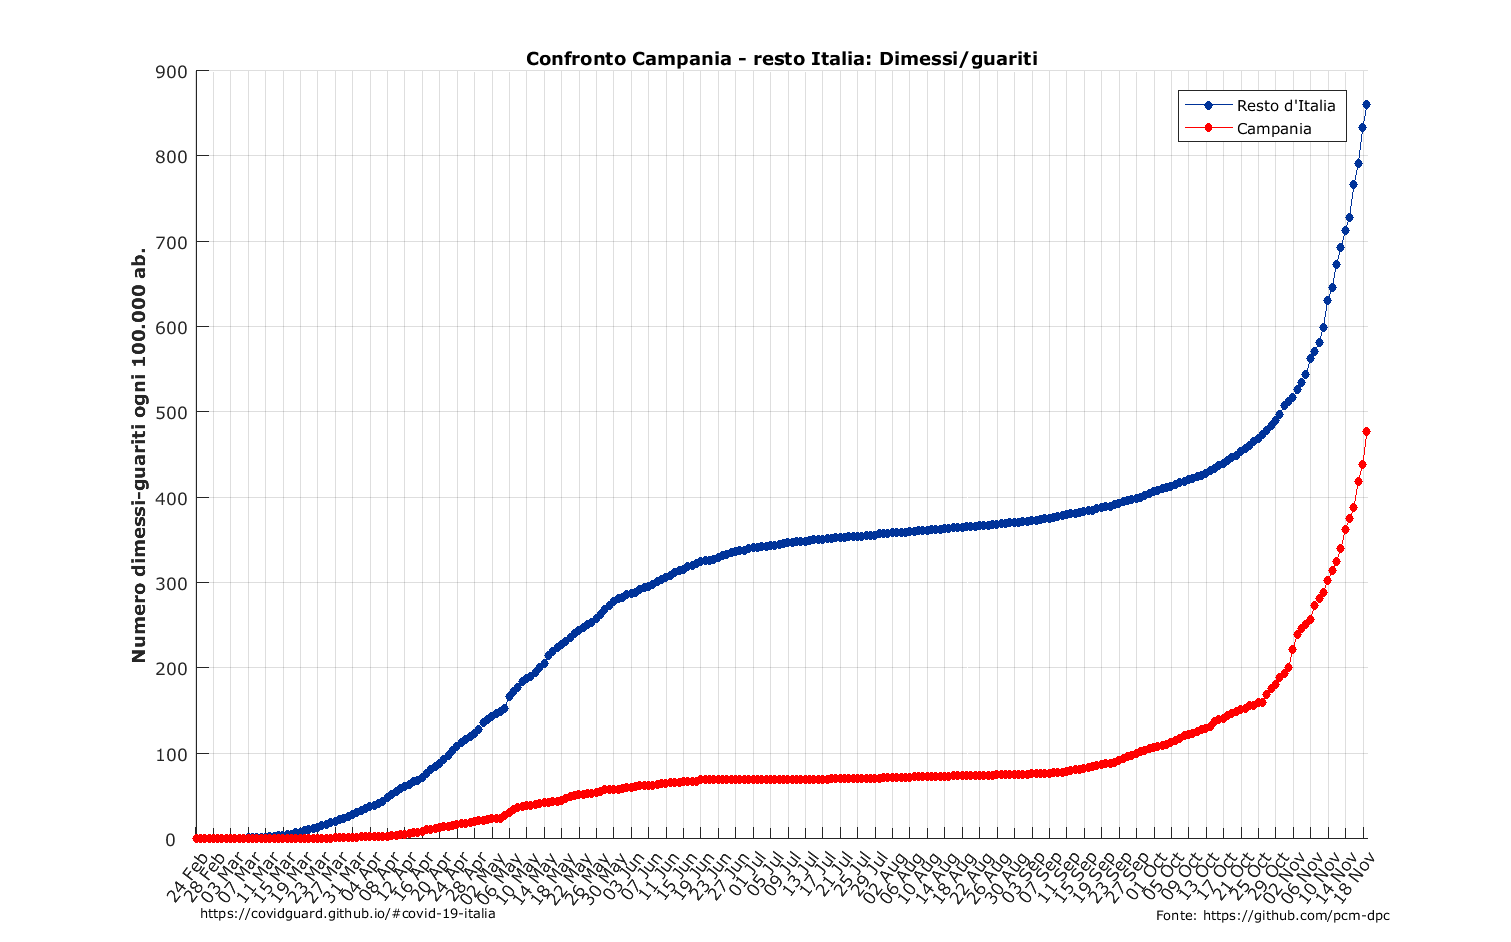 Confronto Campania - resto Italia: Dimessi/guariti
Resto d'Italia
Campania
Numero dimessi-guariti ogni 100.000 ab.
900
800
700
600
500
400
300
200
100
0
24 Feb
28 Feb
03 Mar
07 Mar
11 Mar
15 Mar
19 Mar
23 Mar
27 Mar
31 Mar
04 Apr
08 Apr
12 Apr
16 Apr
20 Apr
24 Apr
28 Apr
02 May
06 May
10 May
14 May
18 May
22 May
26 May
30 May
03 Jun
07 Jun
11 Jun
15 Jun
19 Jun
23 Jun
27 Jun
01 Jul
05 Jul
09 Jul
13 Jul
17 Jul
21 Jul
25 Jul
29 Jul
02 Aug
06 Aug
10 Aug
14 Aug
18 Aug
22 Aug
26 Aug
30 Aug
03 Sep
07 Sep
11 Sep
15 Sep
19 Sep
23 Sep
27 Sep
01 Oct
05 Oct
09 Oct
13 Oct
17 Oct
21 Oct
25 Oct
29 Oct
02 Nov
06 Nov
10 Nov
14 Nov
18 Nov
https://covidguard.github.io/#covid-19-italia
Fonte: https://github.com/pcm-dpc